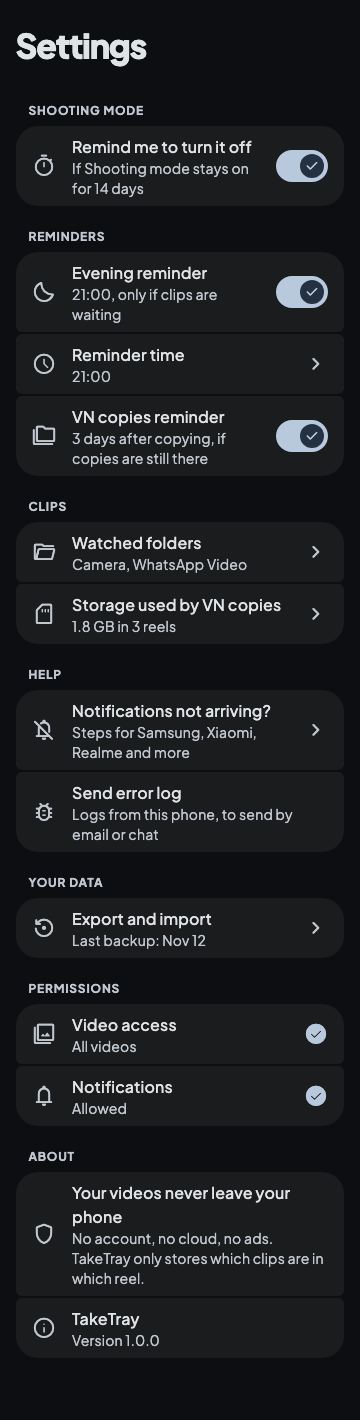 Settings
SHOOTING MODE
Remind me to turn it off
If Shooting mode stays on
for 14 days
REMINDERS
Evening reminder
21:00, only if clips are
waiting
Reminder time
21:00
VN copies reminder
3 days after copying, if
copies are still there
CLIPS
Watched folders
Camera, WhatsApp Video
Storage used by VN copies
1.8 GB in 3 reels
HELP
Notifications not arriving?
Steps for Samsung, Xiaomi,
Realme and more
Send error log
Logs from this phone, to send by
email or chat
YOUR DATA
Export and import
Last backup: Nov 12
PERMISSIONS
Video access
All videos
Notifications
Allowed
ABOUT
Your videos never leave your
phone
No account, no cloud, no ads.
TakeTray only stores which clips are in
which reel.
TakeTray
Version 1.0.0